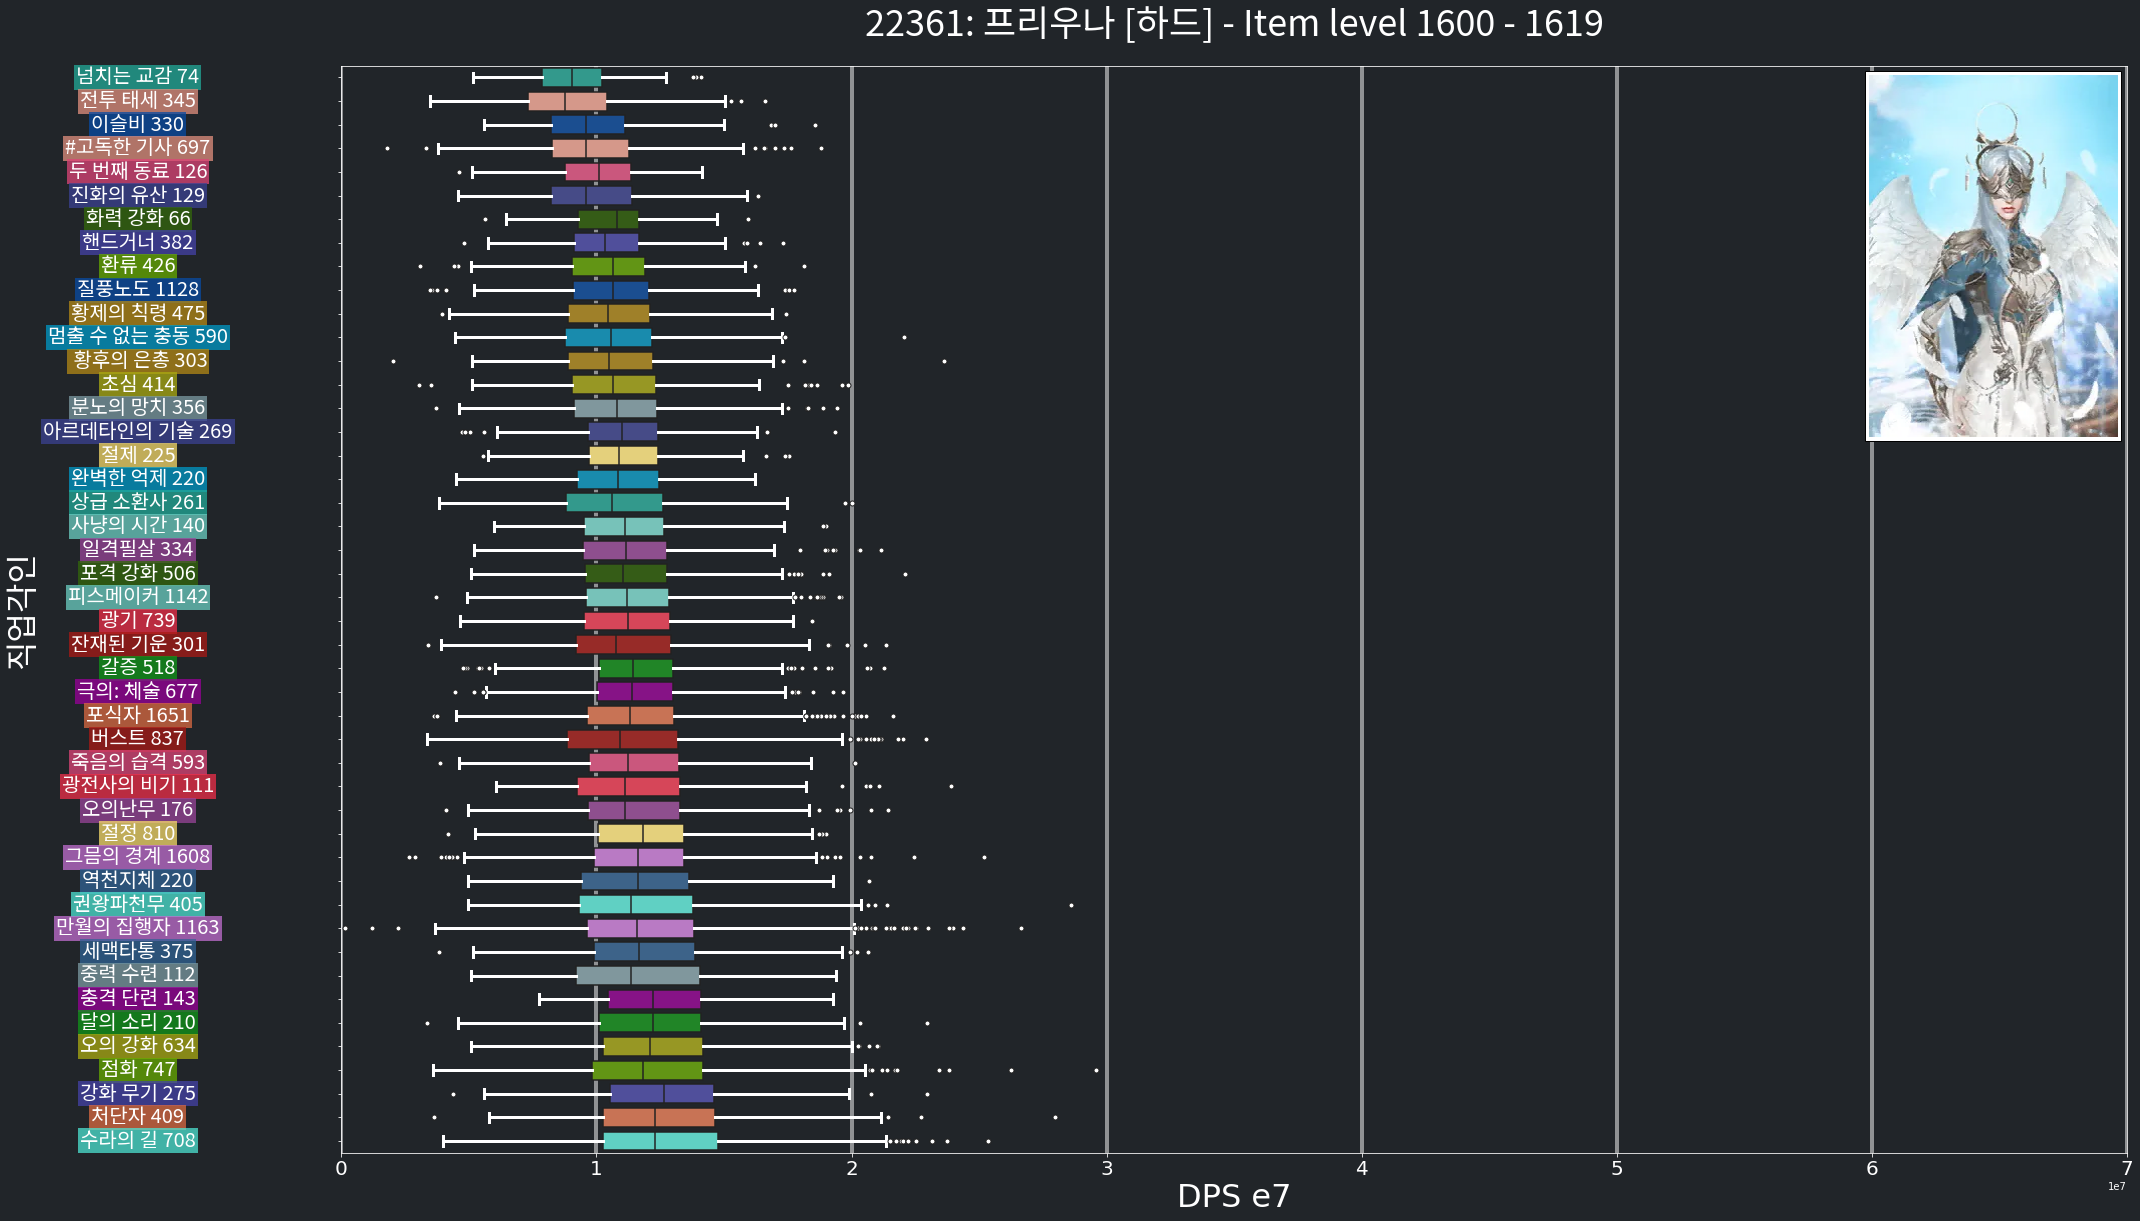 22361: 프리우나 [하드] - Item level 1600 - 1619
넘치는 교감 74
전투 태세 345
이슬비 330
#고독한 기사 697
두 번째 동료 126
진화의 유산 129
화력 강화 66
핸드거너 382
환류 426
질풍노도 1128
황제의 칙령 475
멈출 수 없는 충동 590
황후의 은총 303
초심 414
분노의 망치 356
아르데타인의 기술 269
절제 225
완벽한 억제 220
상급 소환사 261
사냥의 시간 140
일격필살 334
포격 강화 506
피스메이커 1142
광기 739
잔재된 기운 301
갈증 518
극의: 체술 677
포식자 1651
버스트 837
죽음의 습격 593
광전사의 비기 111
오의난무 176
절정 810
그믐의 경계 1608
역천지체 220
권왕파천무 405
만월의 집행자 1163
세맥타통 375
중력 수련 112
충격 단련 143
달의 소리 210
오의 강화 634
점화 747
강화 무기 275
처단자 409
수라의 길 708
직업각인
0 1 2 3 4 5 6 7
1e7
DPS e7